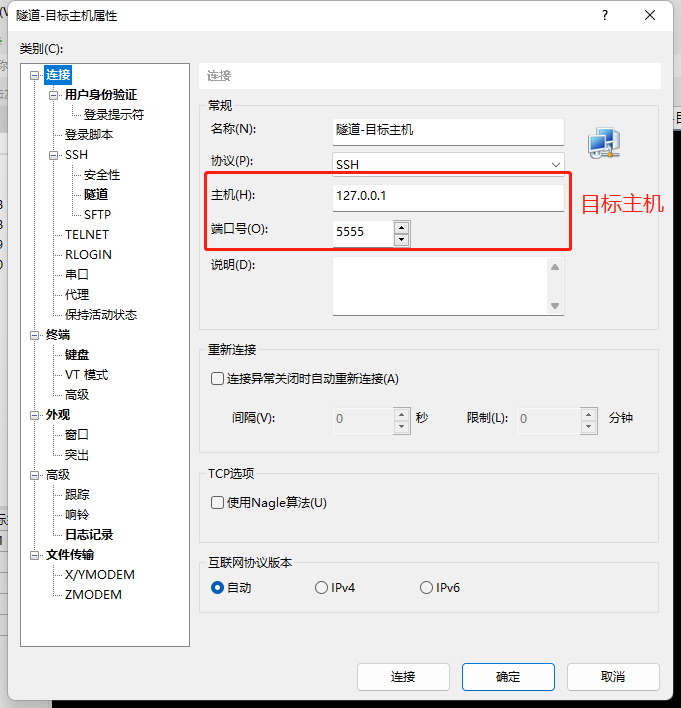 隧道-目标主机属性
类别(C):
连接
用户身份验证
登录提示符
登录脚本
SSH
安全性
隧道
SFTP
TELNET
RLOGIN
串口
代理
保持活动状态
终端
键盘
VT 模式
高级
外观
窗口
突出
高级
跟踪
响铃
日志记录
文件传输
X/YMODEM
ZMODEM
连接
常规
名称(N): 隧道-目标主机
协议(P): SSH
主机(H): 127.0.0.1
目标主机
端口号(O): 5555
说明(D):
重新连接
连接异常关闭时自动重新连接(A)
间隔(V): 0 秒 限制(L): 0 分钟
TCP选项
使用Nagle算法(U)
互联网协议版本
自动 IPv4 IPv6
连接 确定 取消